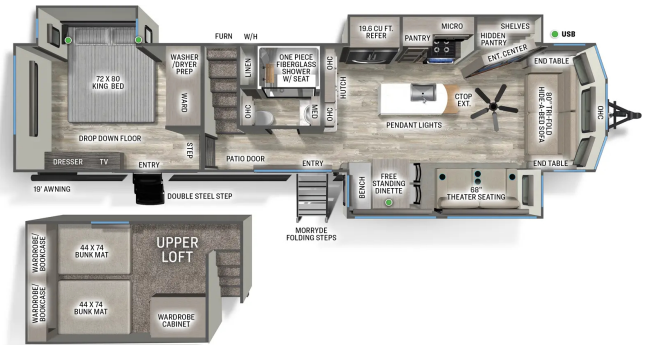 FURN W/H
19.6 CU FT.
REFER
MICRO
PANTRY
SHELVES
HIDDEN
PANTRY
ENT. CENTER
USB
WASHER
/DRYER
PREP
LINEN
ONE PIECE
FIBERGLASS
SHOWER
W/ SEAT
OHC
HUTCH
END TABLE
72 X 80
KING BED
WARD
OHC
MED
OHC
CTOP
EXT.
80" TRI-FOLD
HIDE-A-BED SOFA
OHC
PENDANT LIGHTS
DROP DOWN FLOOR
STEP
DRESSER
TV
ENTRY
PATIO DOOR
ENTRY
BENCH
FREE
STANDING
DINETTE
68"
THEATER SEATING
END TABLE
19' AWNING
DOUBLE STEEL STEP
MORRYDE
FOLDING STEPS
WARDROBE/
BOOKCASE
44 X 74
BUNK MAT
UPPER
LOFT
WARDROBE/
BOOKCASE
44 X 74
BUNK MAT
WARDROBE
CABINET